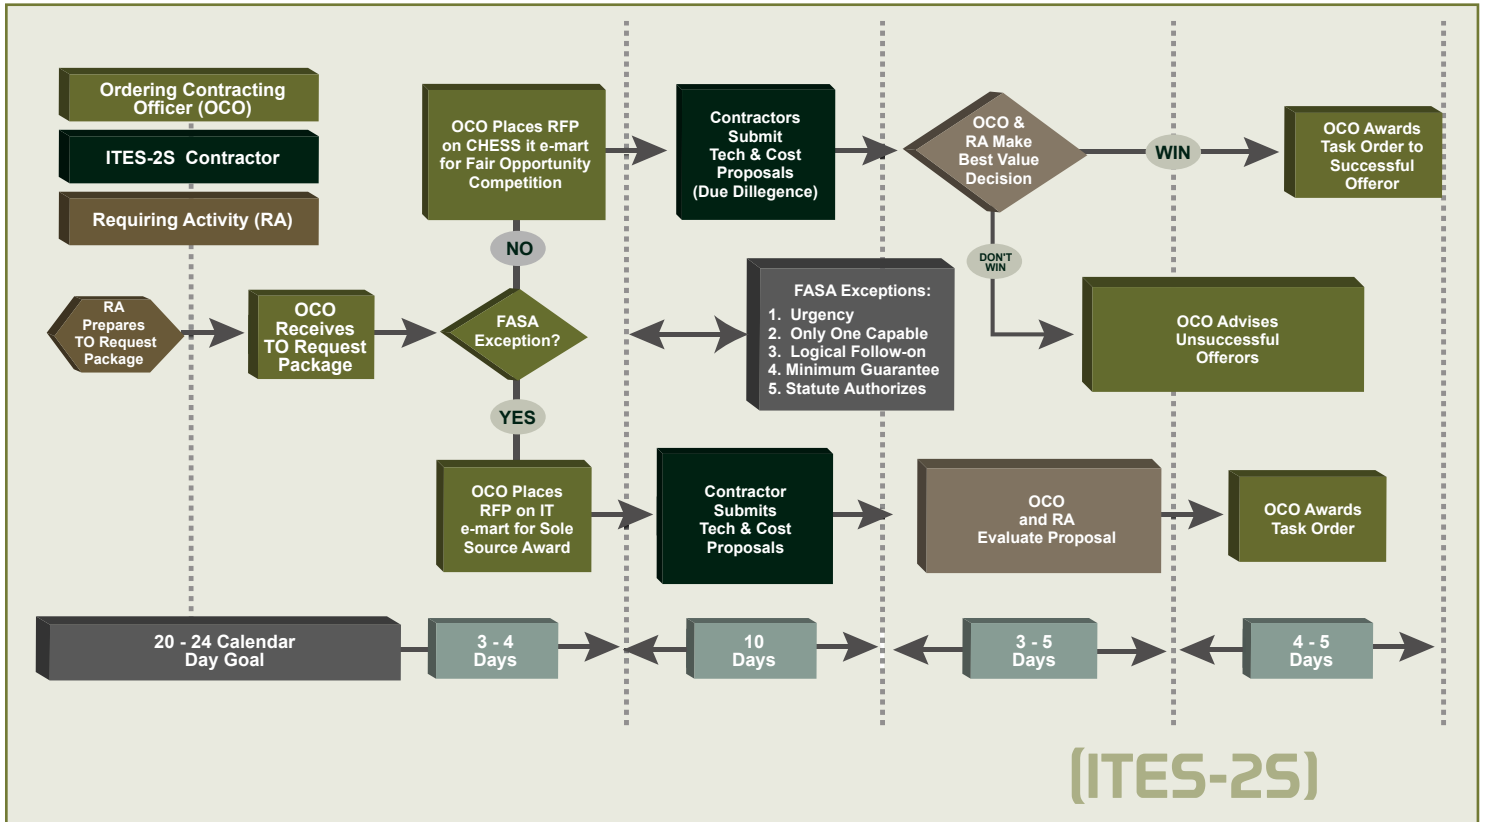 Ordering Contracting
Officer (OCO)
ITES-2S  Contractor
Requiring Activity (RA)
RA
Prepares
TO Request
Package
OCO
Receives
TO Request
Package
OCO Places RFP
on CHESS it e-mart
for Fair Opportunity
Competition
NO
FASA
Exception?
YES
OCO Places
RFP on IT
e-mart for Sole
Source Award
Contractors
Submit
Tech & Cost
Proposals
(Due Dillegence)
FASA Exceptions:
1.  Urgency
2.  Only One Capable
3.  Logical Follow-on
4. Minimum Guarantee
5. Statute Authorizes
Contractor
Submits
Tech & Cost
Proposals
OCO &
RA Make
Best Value
Decision
WIN
DON'T
WIN
OCO Awards
Task Order to
Successful
Offeror
OCO Advises
Unsuccessful
Offerors
OCO
and RA
Evaluate Proposal
OCO Awards
Task Order
20 - 24 Calendar
Day Goal
3 - 4
Days
10
Days
3 - 5
Days
4 - 5
Days
(ITES-2S)